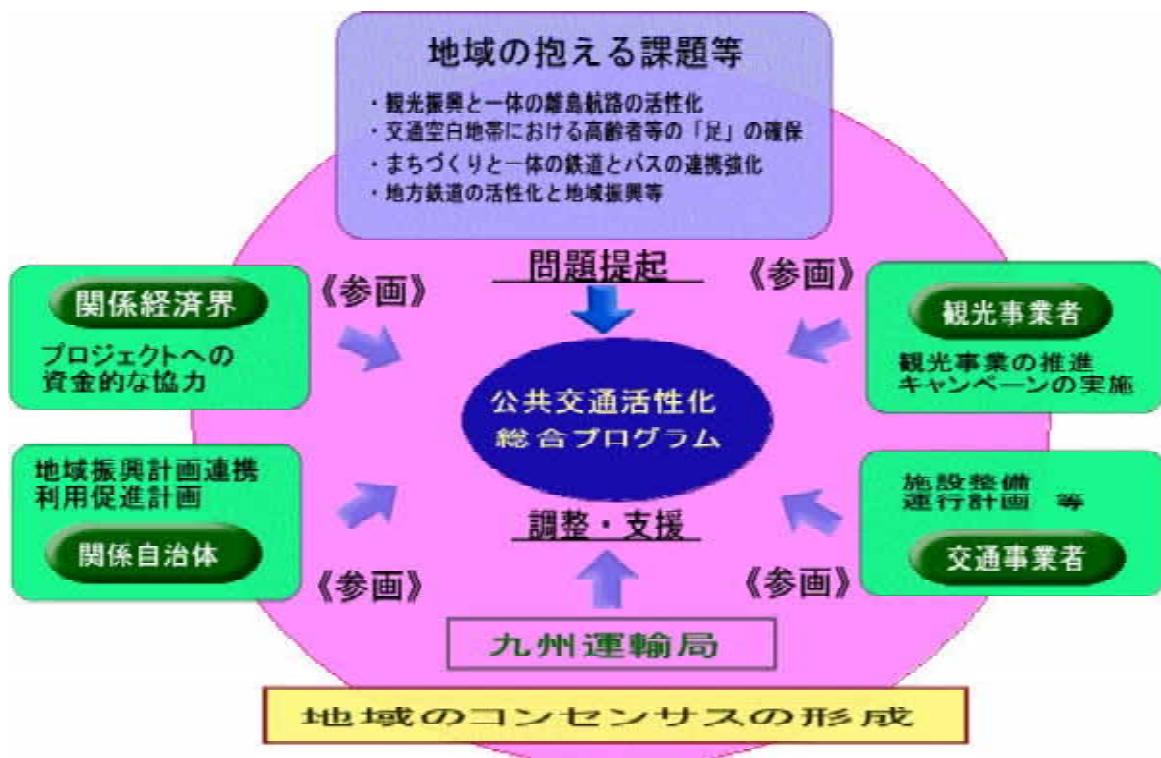 地域の抱える課題等
・観光振興と一体の離島航路の活性化
・交通空白地帯における高齢者等の「足」の確保
・まちづくりと一体の鉄道とバスの連携強化
・地方鉄道の活性化と地域振興等
問題提起
《参画》
《参画》
関係経済界
プロジェクトへの
資金的な協力
観光事業者
観光事業の推進
キャンペーンの実施
公共交通活性化
総合プログラム
地域振興計画連携
利用促進計画
関係自治体
施設整備
運行計画 等
交通事業者
調整・支援
《参画》
《参画》
九州運輸局
地域のコンセンサスの形成